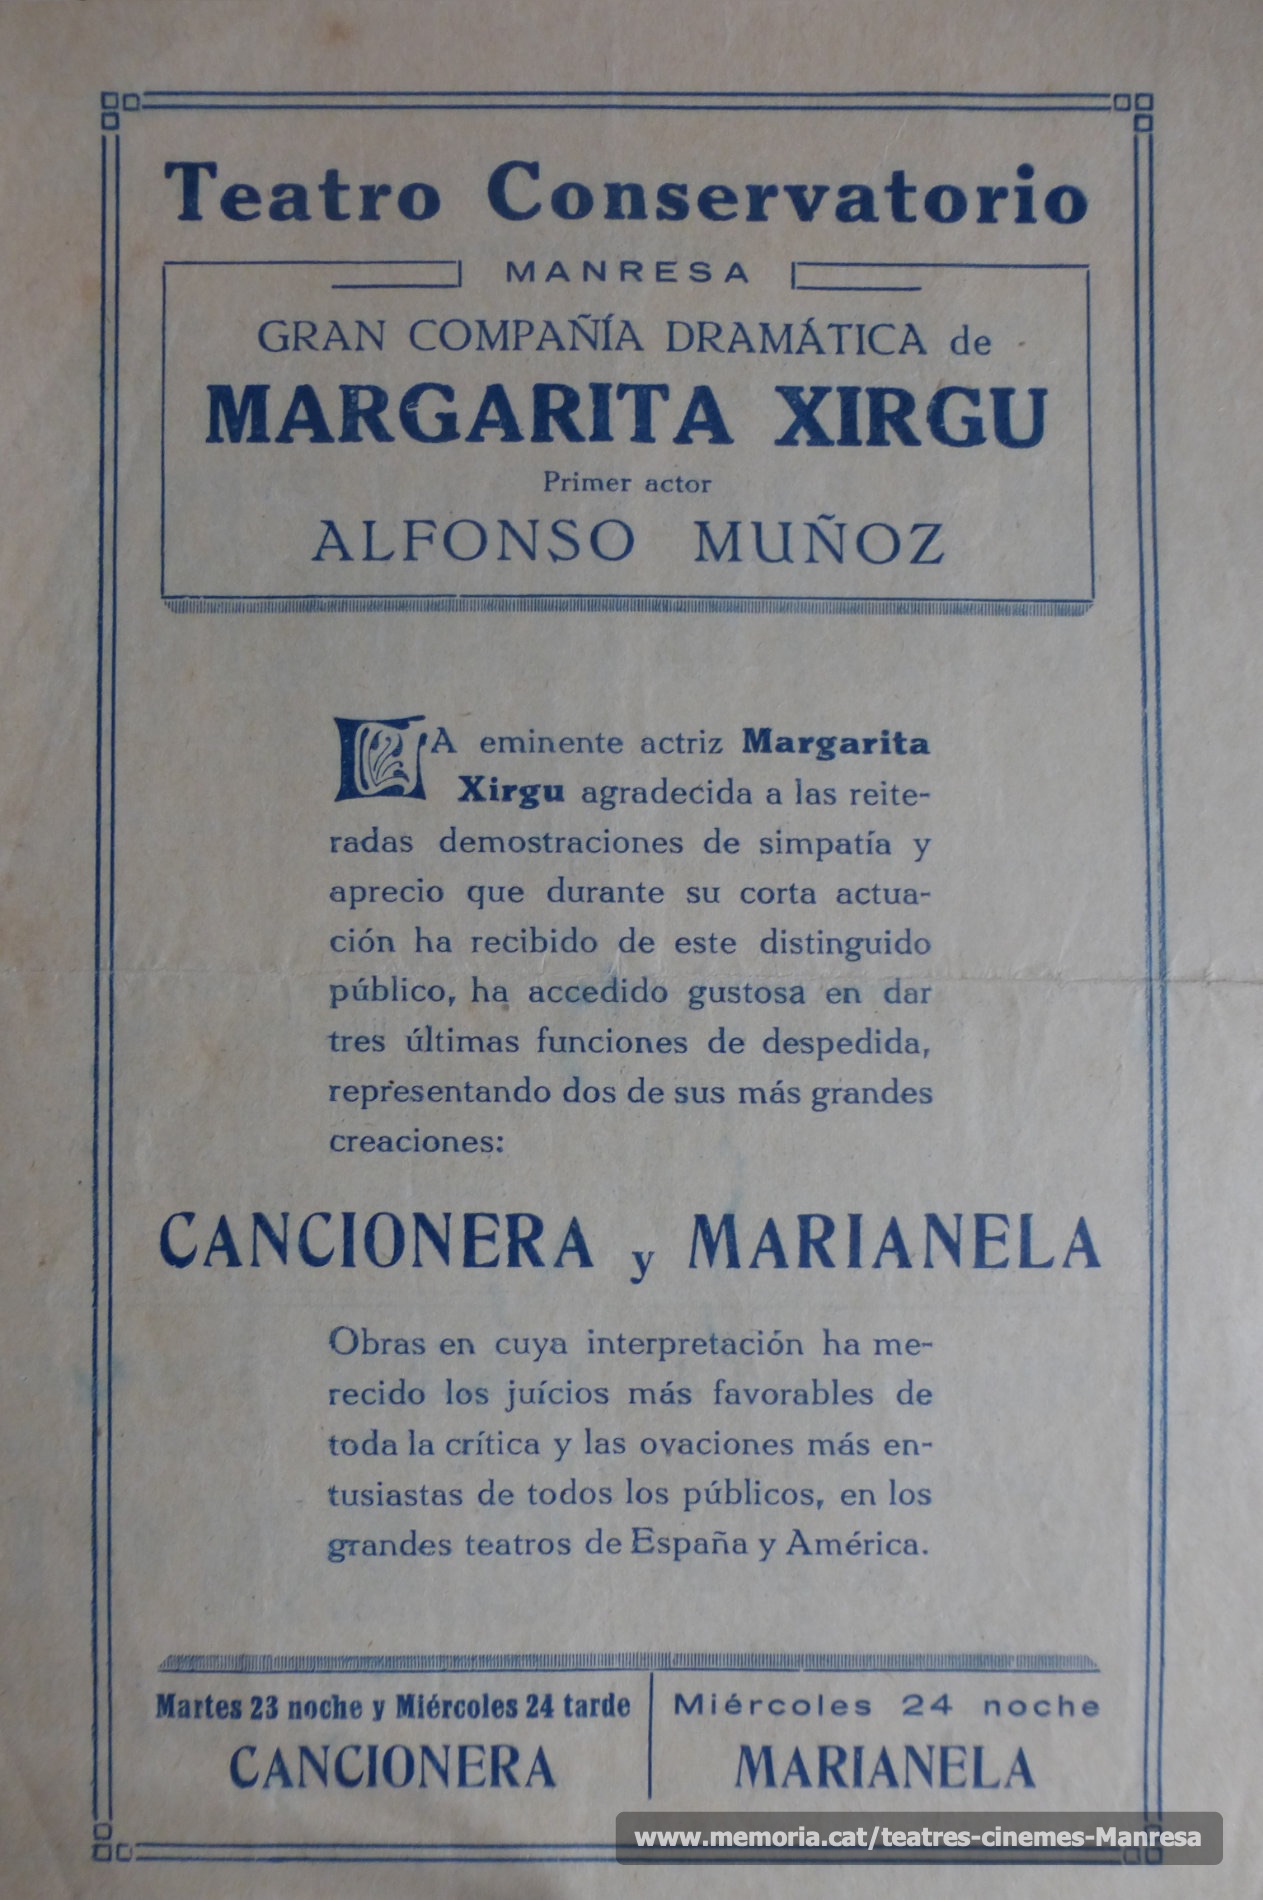 Teatro Conservatorio
MANRESA
GRAN COMPAÑÍA DRAMÁTICA de
MARGARITA XIRGU
Primer actor
ALFONSO MUÑOZ
LA eminente actriz Margarita
Xirgu agradecida a las reite-
radas demostraciones de simpatía y
aprecio que durante su corta actua-
ción ha recibido de este distinguido
público, ha accedido gustosa en dar
tres últimas funciones de despedida,
representando dos de sus más grandes
creaciones:
CANCIONERA y MARIANELA
Obras en cuya interpretación ha me-
recido los juícios más favorables de
toda la crítica y las ovaciones más en-
tusiastas de todos los públicos, en los
grandes teatros de España y América.
Martes 23 noche y Miércoles 24 tarde
CANCIONERA
Miércoles 24 noche
MARIANELA
www.memoria.cat/teatres-cinemes-Manresa